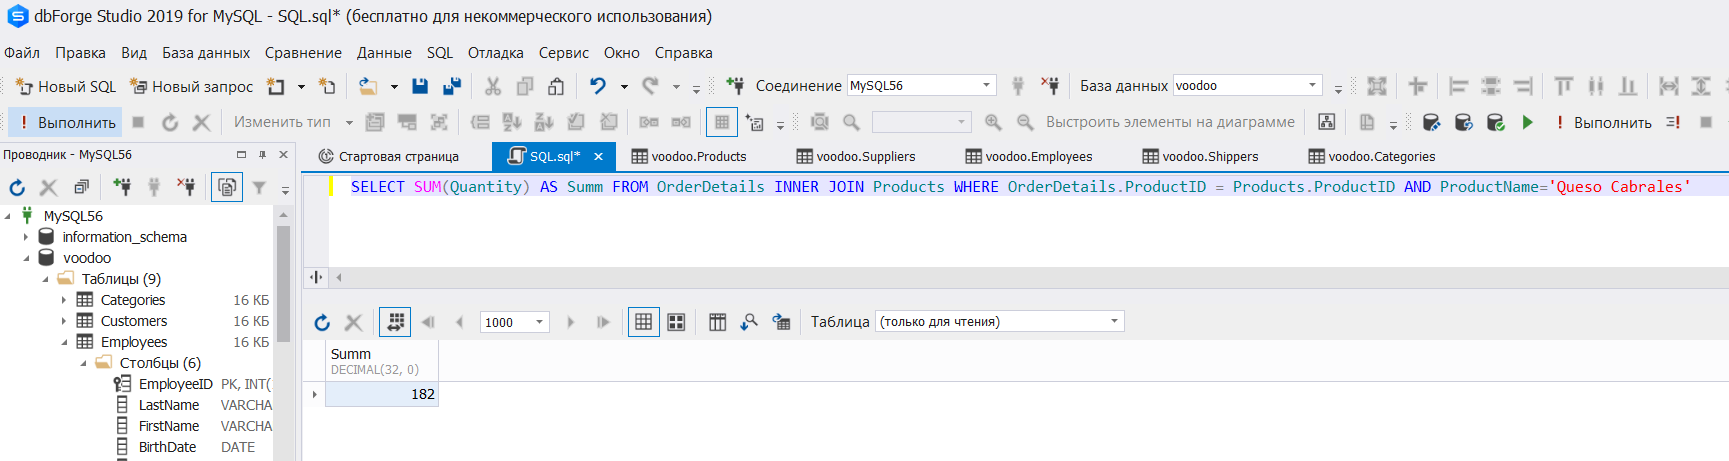 dbForge Studio 2019 for MySQL - SQL.sql* (бесплатно для некоммерческого использования)
Файл Правка Вид База данных Сравнение Данные SQL Отладка Сервис Окно Справка
Новый SQL Новый запрос Соединение MySQL56 База данных voodoo
Выполнить Изменить тип Выстроить элементы на диаграмме Выполнить
Проводник - MySQL56
Стартовая страница SQL.sql* voodoo.Products voodoo.Suppliers voodoo.Employees voodoo.Shippers voodoo.Categories
SELECT SUM(Quantity) AS Summ FROM OrderDetails INNER JOIN Products WHERE OrderDetails.ProductID = Products.ProductID AND ProductName='Queso Cabrales'
MySQL56
information_schema
voodoo
Таблицы (9)
Categories 16 КБ
Customers 16 КБ
Employees 16 КБ
Столбцы (6)
EmployeeID PK, INT(
LastName VARCHA
FirstName VARCHA
BirthDate DATE
1000 Таблица (только для чтения)
Summ
DECIMAL(32, 0)
182